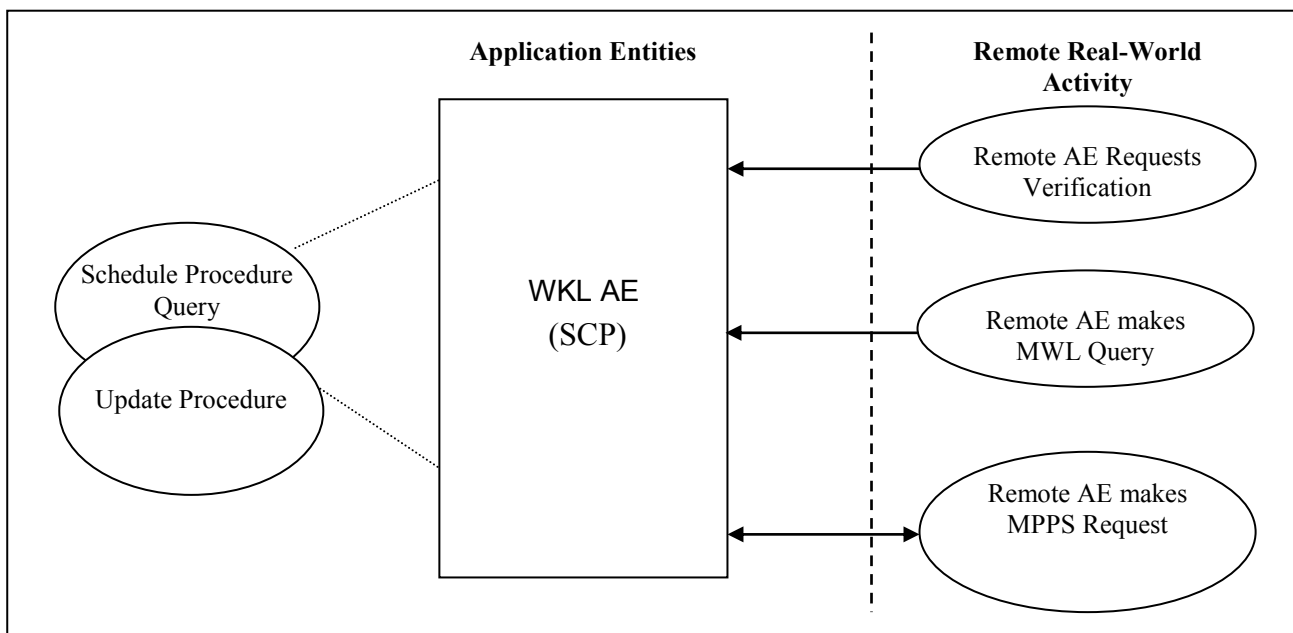 Application Entities
Remote Real-World
Activity
Remote AE Requests
Verification
Schedule Procedure
Query
WKL AE
(SCP)
Remote AE makes
MWL Query
Update Procedure
Remote AE makes
MPPS Request